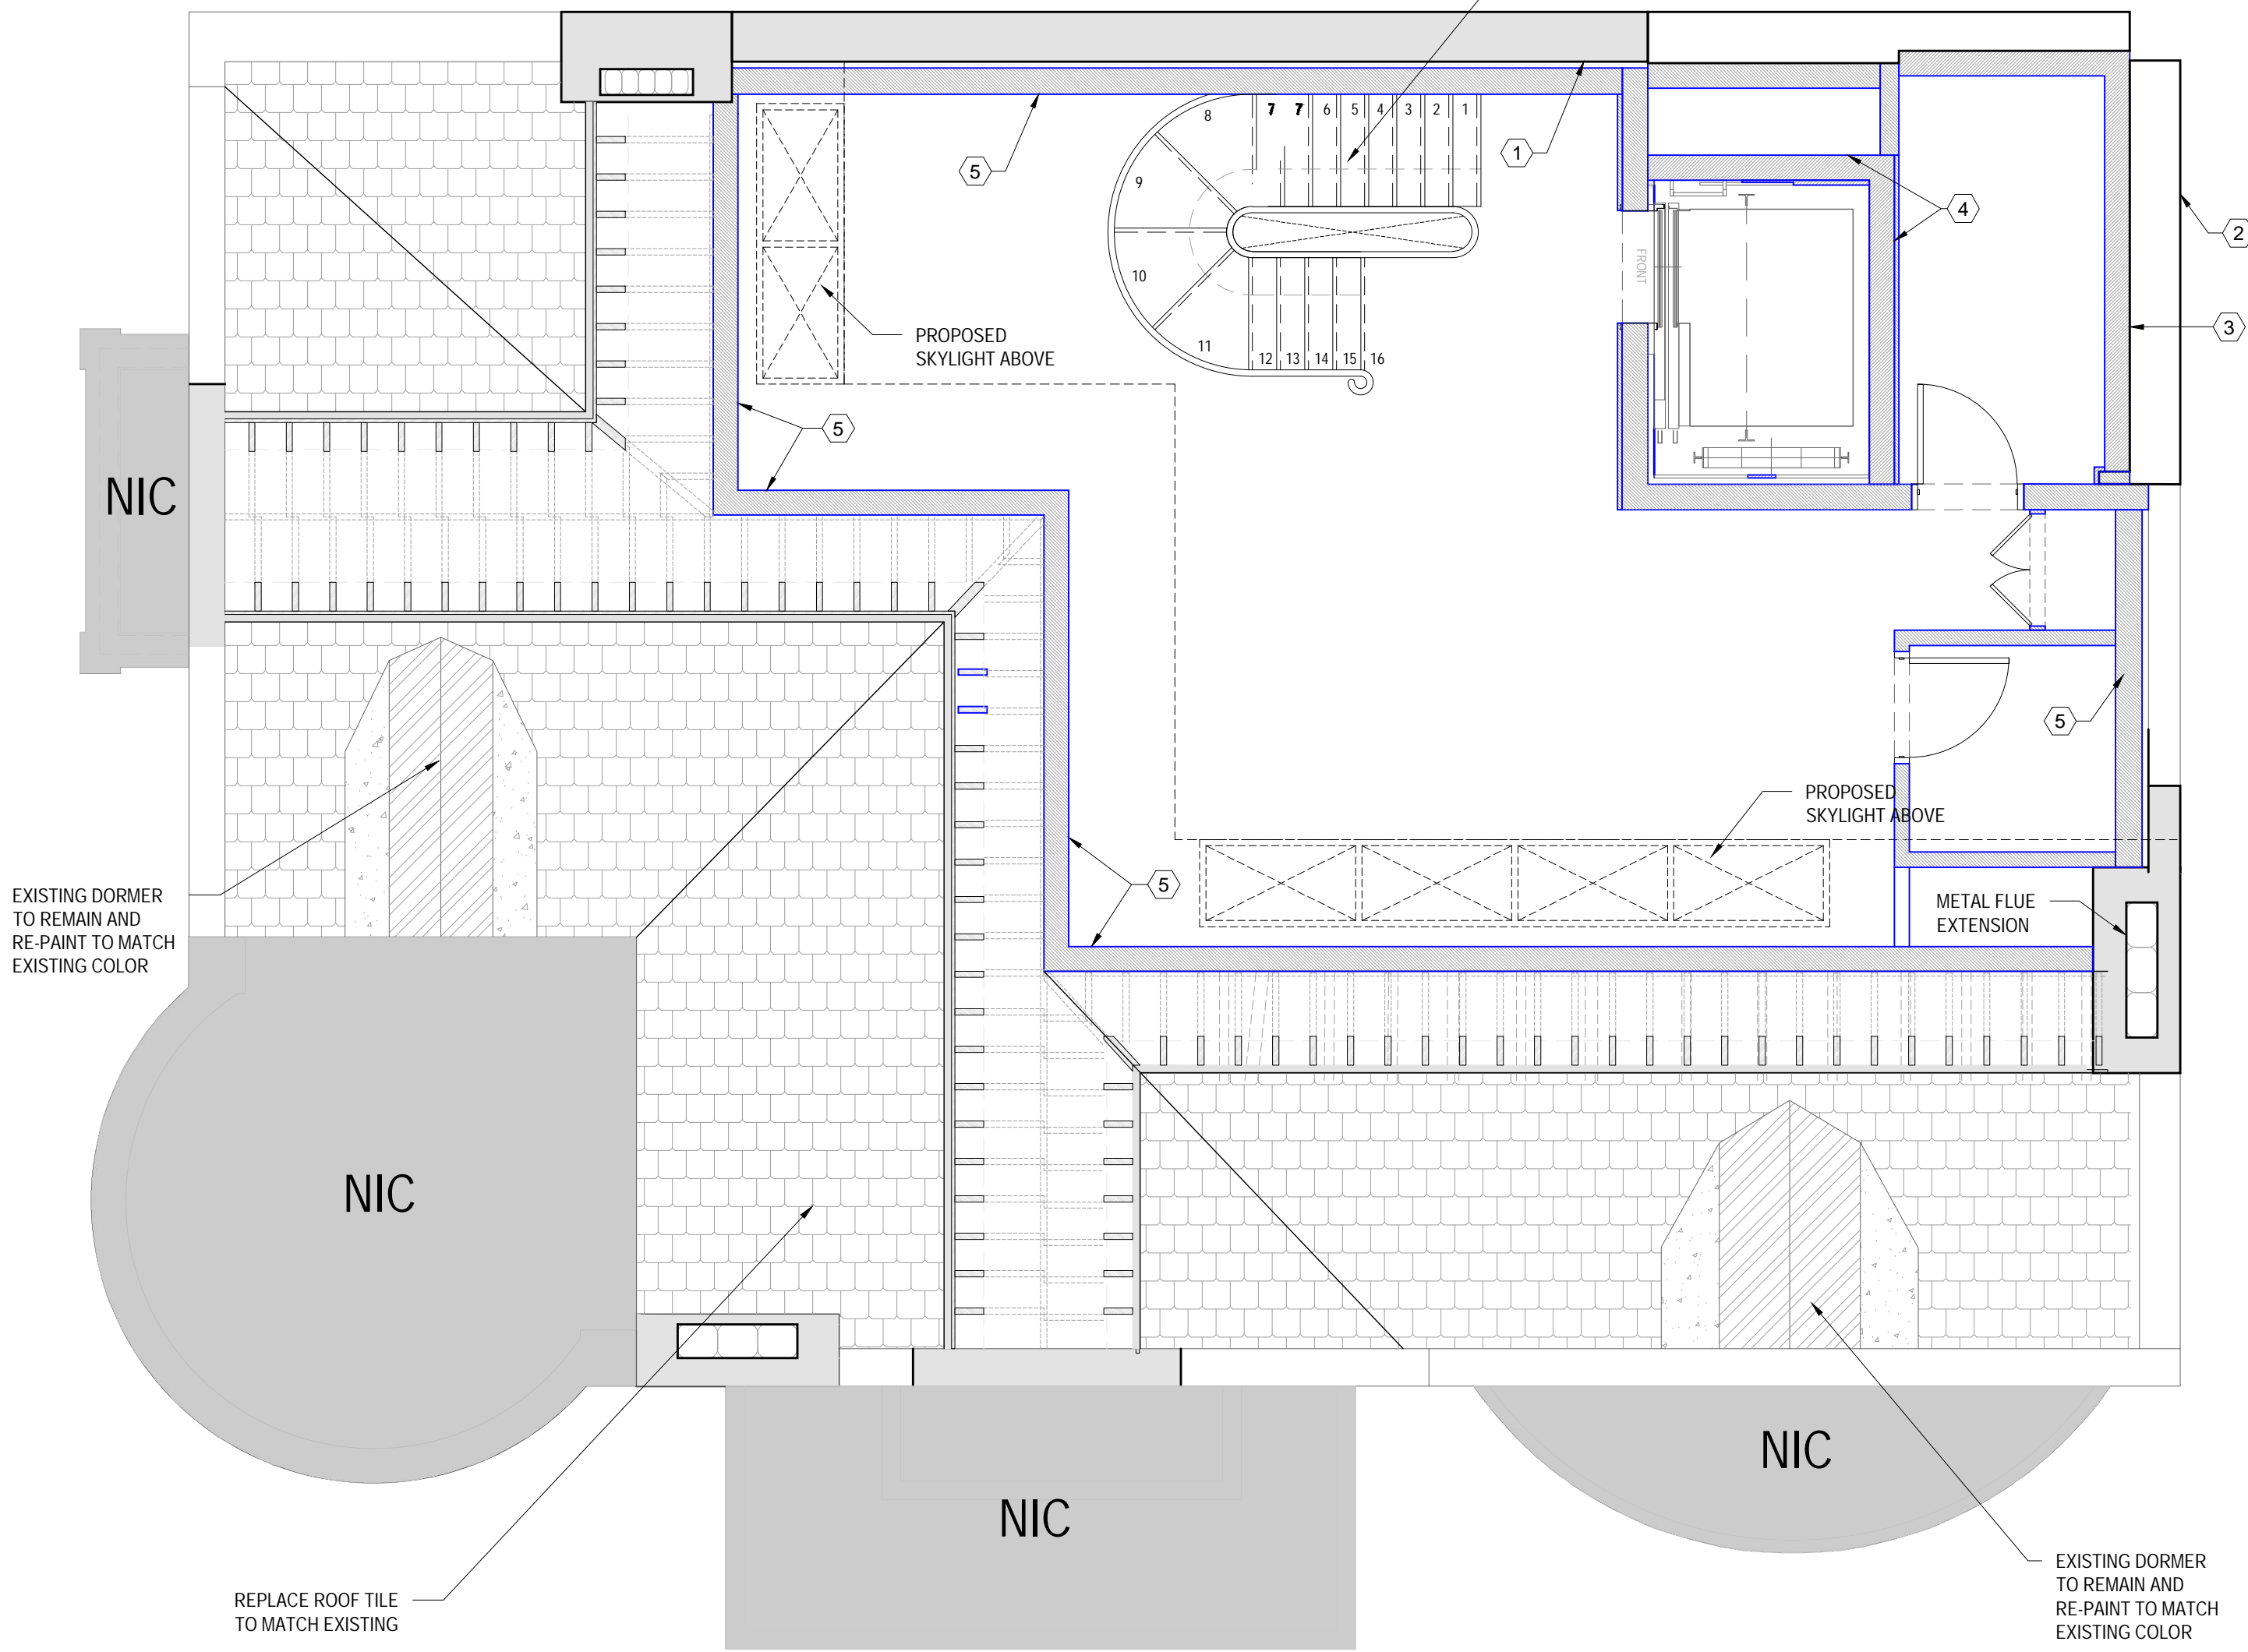 8
7
7
6
5
4
3
2
1
9
10
11
12
13
14
15
16
1
5
4
2
3
FRONT
PROPOSED
SKYLIGHT ABOVE
5
NIC
5
PROPOSED
SKYLIGHT ABOVE
5
METAL FLUE
EXTENSION
EXISTING DORMER
TO REMAIN AND
RE-PAINT TO MATCH
EXISTING COLOR
NIC
NIC
NIC
REPLACE ROOF TILE
TO MATCH EXISTING
EXISTING DORMER
TO REMAIN AND
RE-PAINT TO MATCH
EXISTING COLOR